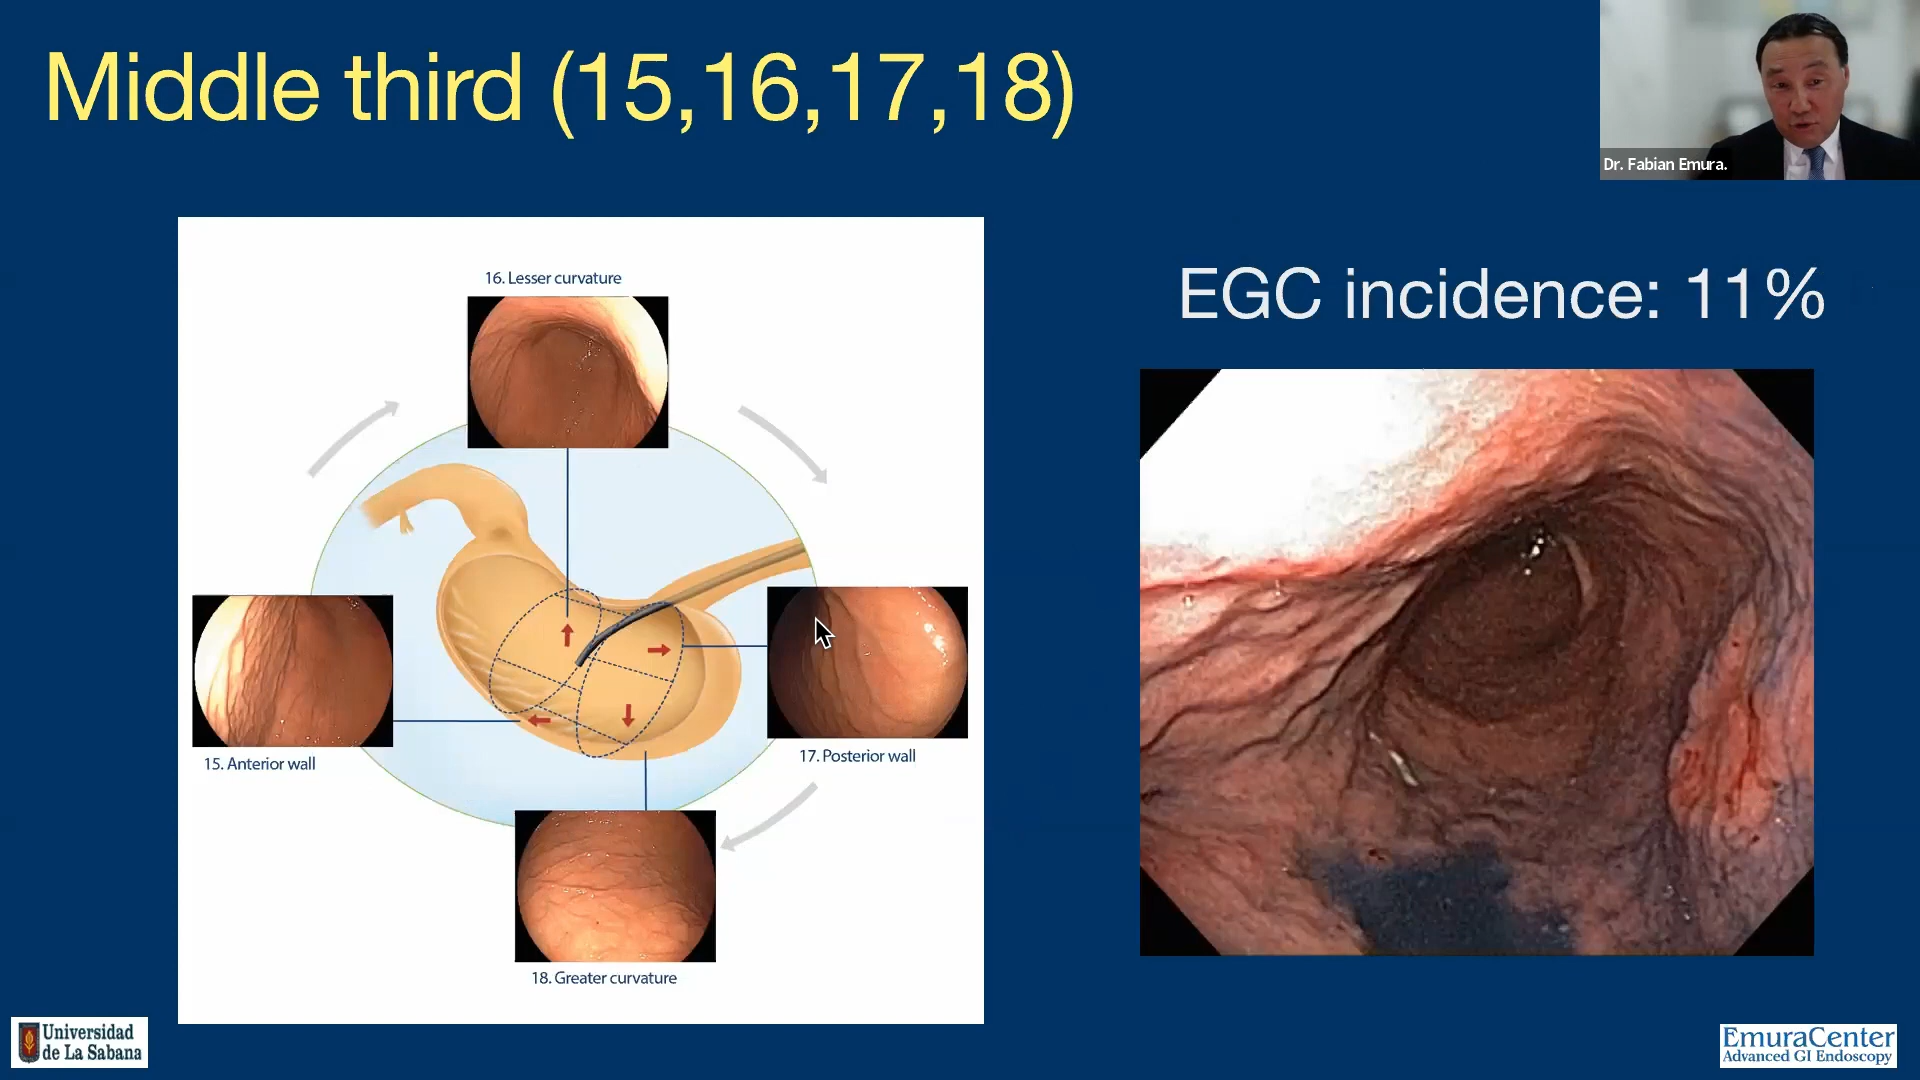 Middle third (15,16,17,18)
Dr. Fabian Emura.
EGC incidence: 11%
16. Lesser curvature
15. Anterior wall
17. Posterior wall
18. Greater curvature
Universidad
de La Sabana
EmuraCenter
Advanced GI Endoscopy